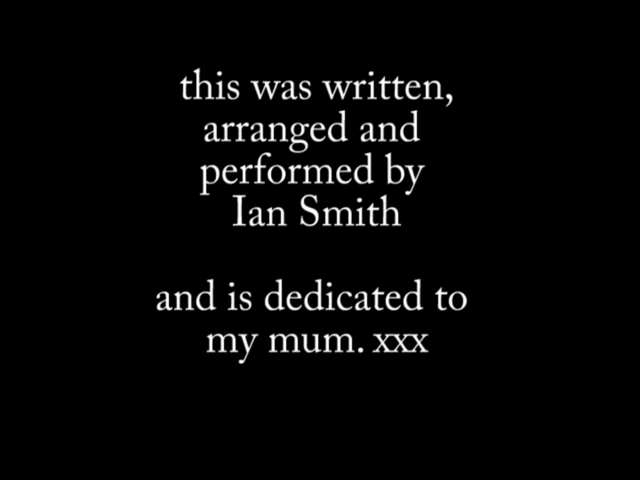 this was written,
arranged and
performed by
Ian Smith
and is dedicated to
my mum. xxx